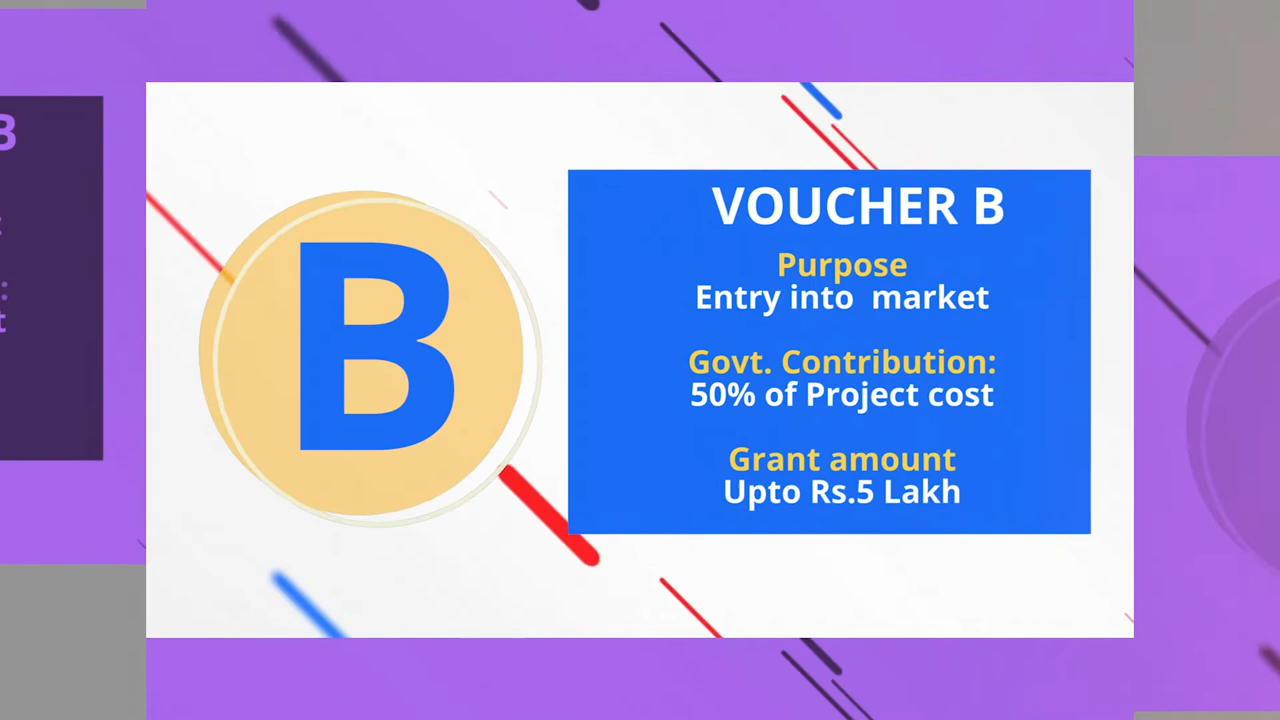 B
B
VOUCHER B
Purpose
Entry into market
Govt. Contribution:
50% of Project cost
Grant amount
Upto Rs.5 Lakh